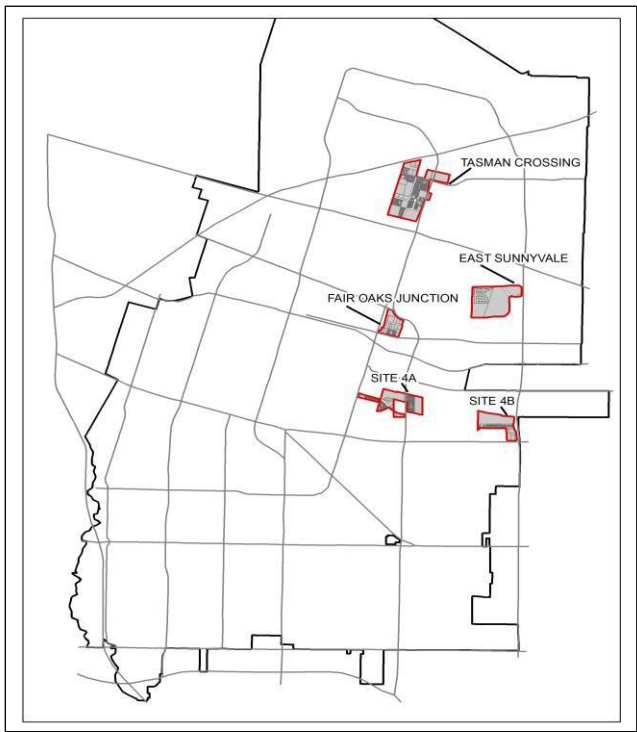 TASMAN CROSSING
EAST SUNNYVALE
FAIR OAKS JUNCTION
SITE 4A
SITE 4B